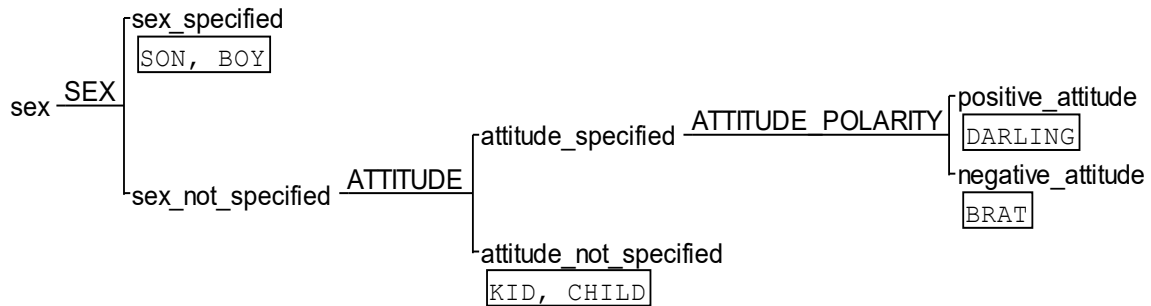 sex_specified
SON, BOY
sex SEX
sex_not_specified ATTITUDE
attitude_specified ATTITUDE_POLARITY
positive_attitude
DARLING
negative_attitude
BRAT
attitude_not_specified
KID, CHILD